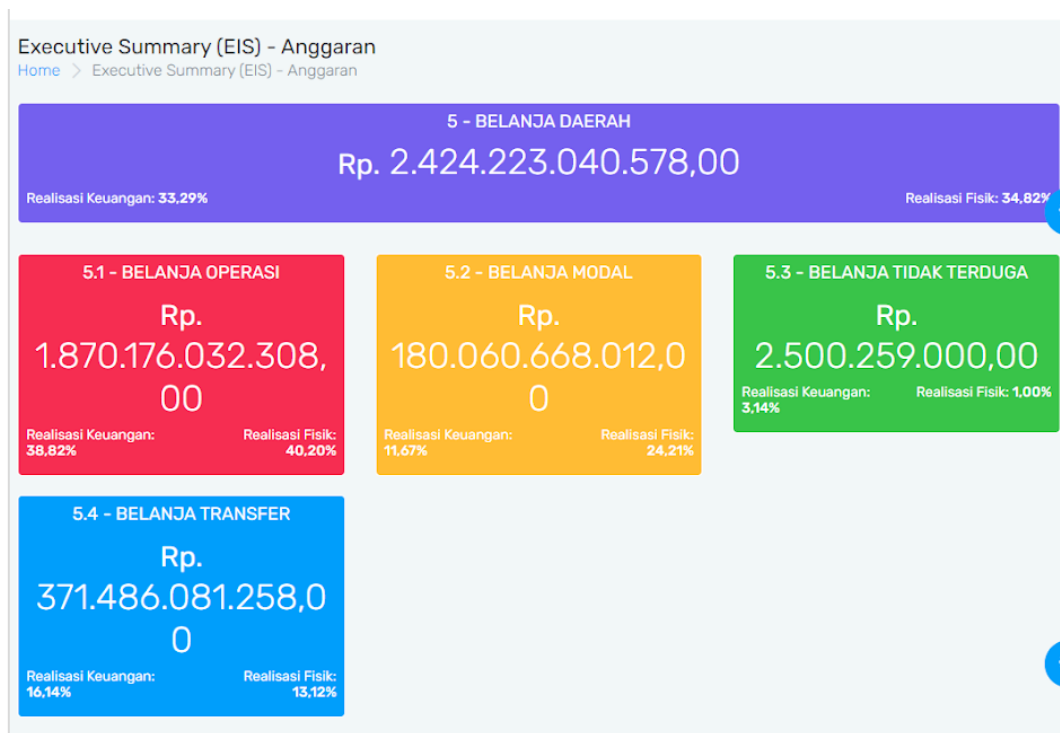 Executive Summary (EIS) - Anggaran
Home > Executive Summary (EIS) - Anggaran
5 - BELANJA DAERAH
Rp. 2.424.223.040.578,00
Realisasi Keuangan: 33,29%
Realisasi Fisik: 34,82%
5.1 - BELANJA OPERASI
Rp.
1.870.176.032.308,
00
Realisasi Keuangan:
38,82%
Realisasi Fisik:
40,20%
5.2 - BELANJA MODAL
Rp.
180.060.668.012,0
0
Realisasi Keuangan:
11,67%
Realisasi Fisik:
24,21%
5.3 - BELANJA TIDAK TERDUGA
Rp.
2.500.259.000,00
Realisasi Keuangan:
3,14%
Realisasi Fisik: 1,00%
5.4 - BELANJA TRANSFER
Rp.
371.486.081.258,0
0
Realisasi Keuangan:
16,14%
Realisasi Fisik:
13,12%